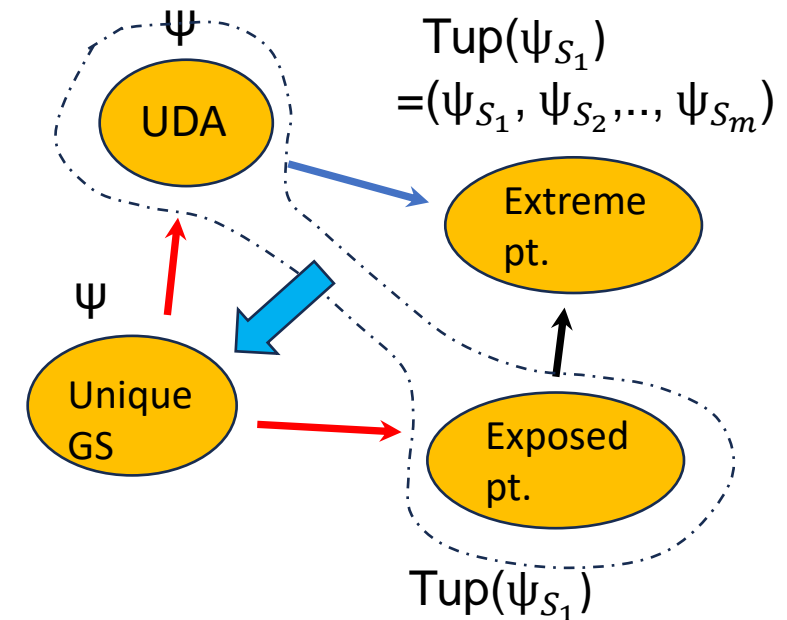 ψ
Tup(ψ_{S_1})
=(ψ_{S_1}, ψ_{S_2},.., ψ_{S_m})
UDA
Extreme
pt.
ψ
Unique
GS
Exposed
pt.
Tup(ψ_{S_1})